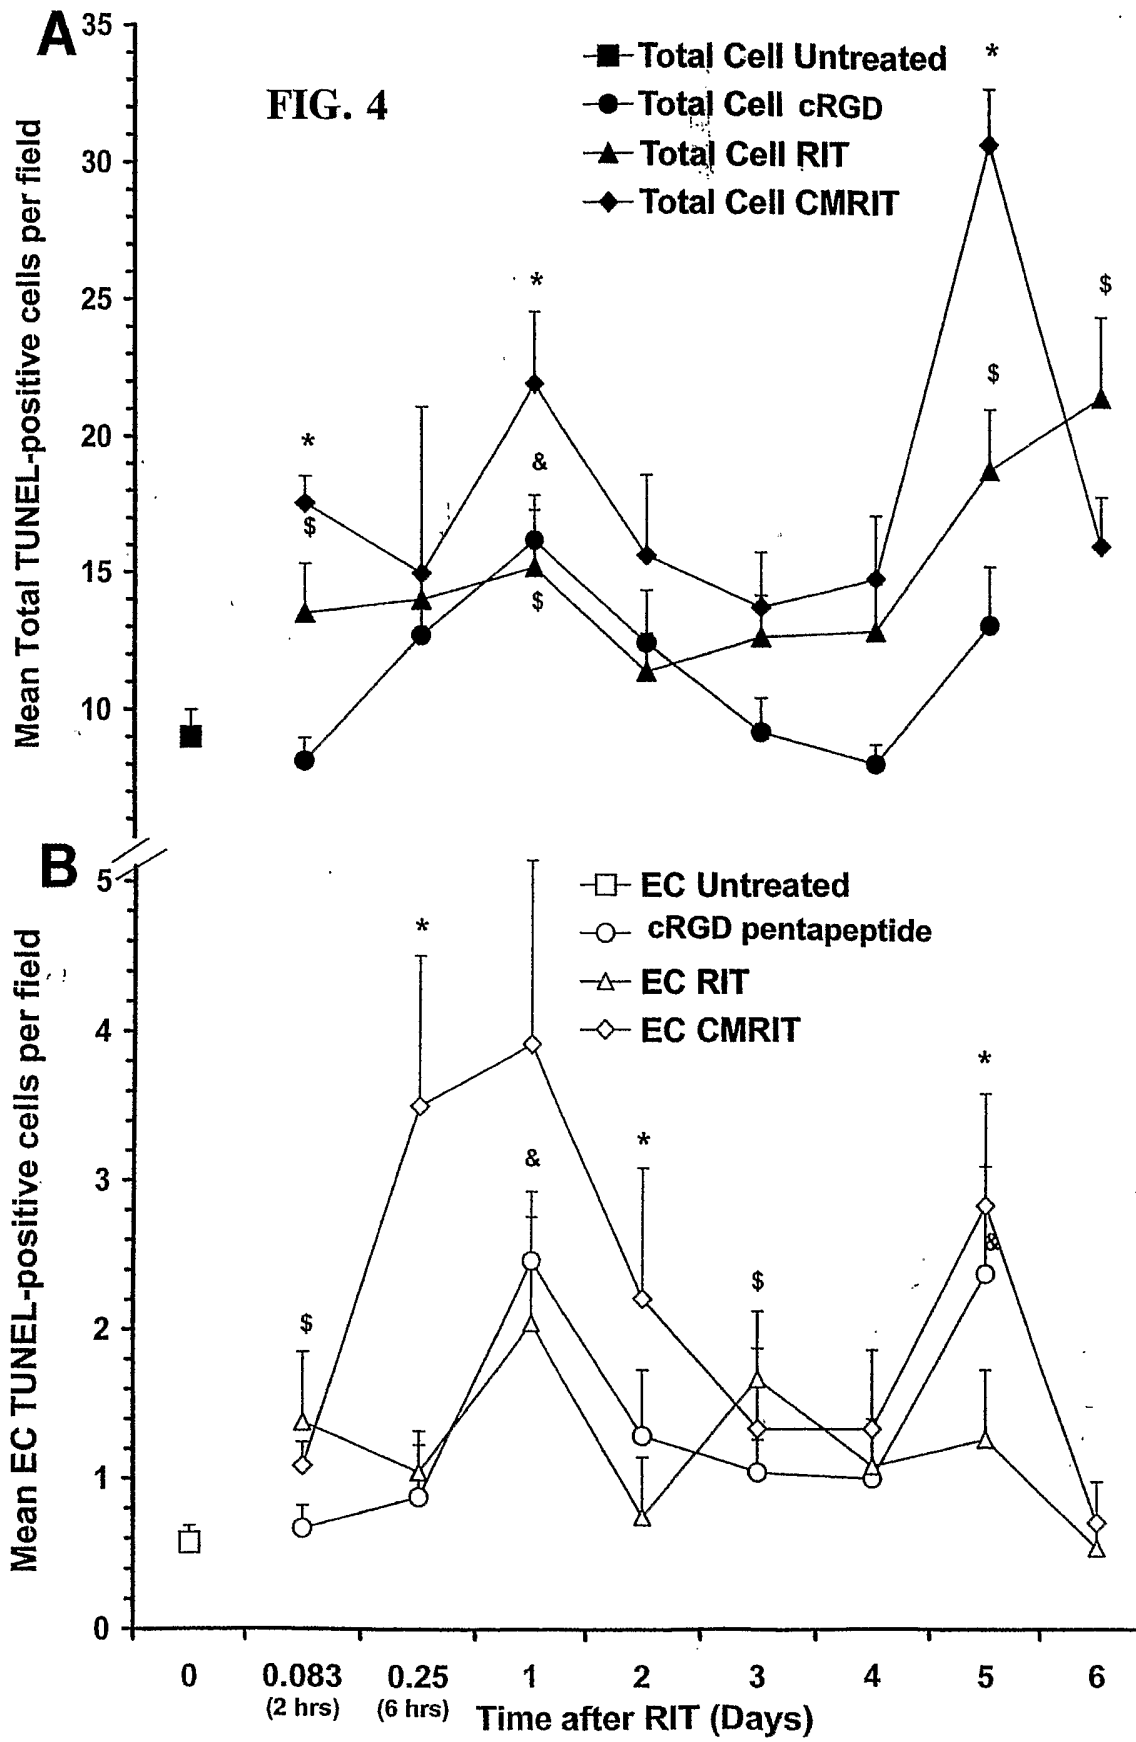 A
FIG. 4
35
30
25
20
15
10
Mean Total TUNEL-positive cells per field
Total Cell Untreated
Total Cell cRGD
Total Cell RIT
Total Cell CMRIT
*
*
$
*
&
$
*
$
$
B
5
4
3
2
1
0
Mean EC TUNEL-positive cells per field
EC Untreated
cRGD pentapeptide
EC RIT
EC CMRIT
$
*
&
*
$
*
&
0 0.083 0.25 1 2 3 4 5 6
(2 hrs) (6 hrs)
Time after RIT (Days)